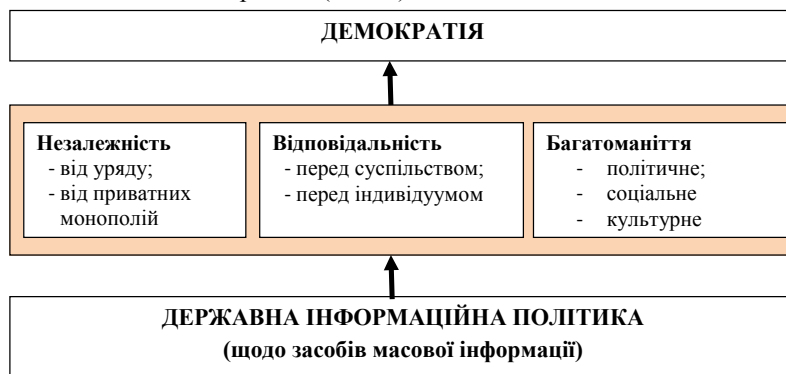 ДЕМОКРАТІЯ
Незалежність
- від уряду;
- від приватних
монополій
Відповідальність
- перед суспільством;
- перед індивідуумом
Багатоманіття
- політичне;
- соціальне
- культурне
ДЕРЖАВНА ІНФОРМАЦІЙНА ПОЛІТИКА
(щодо засобів масової інформації)